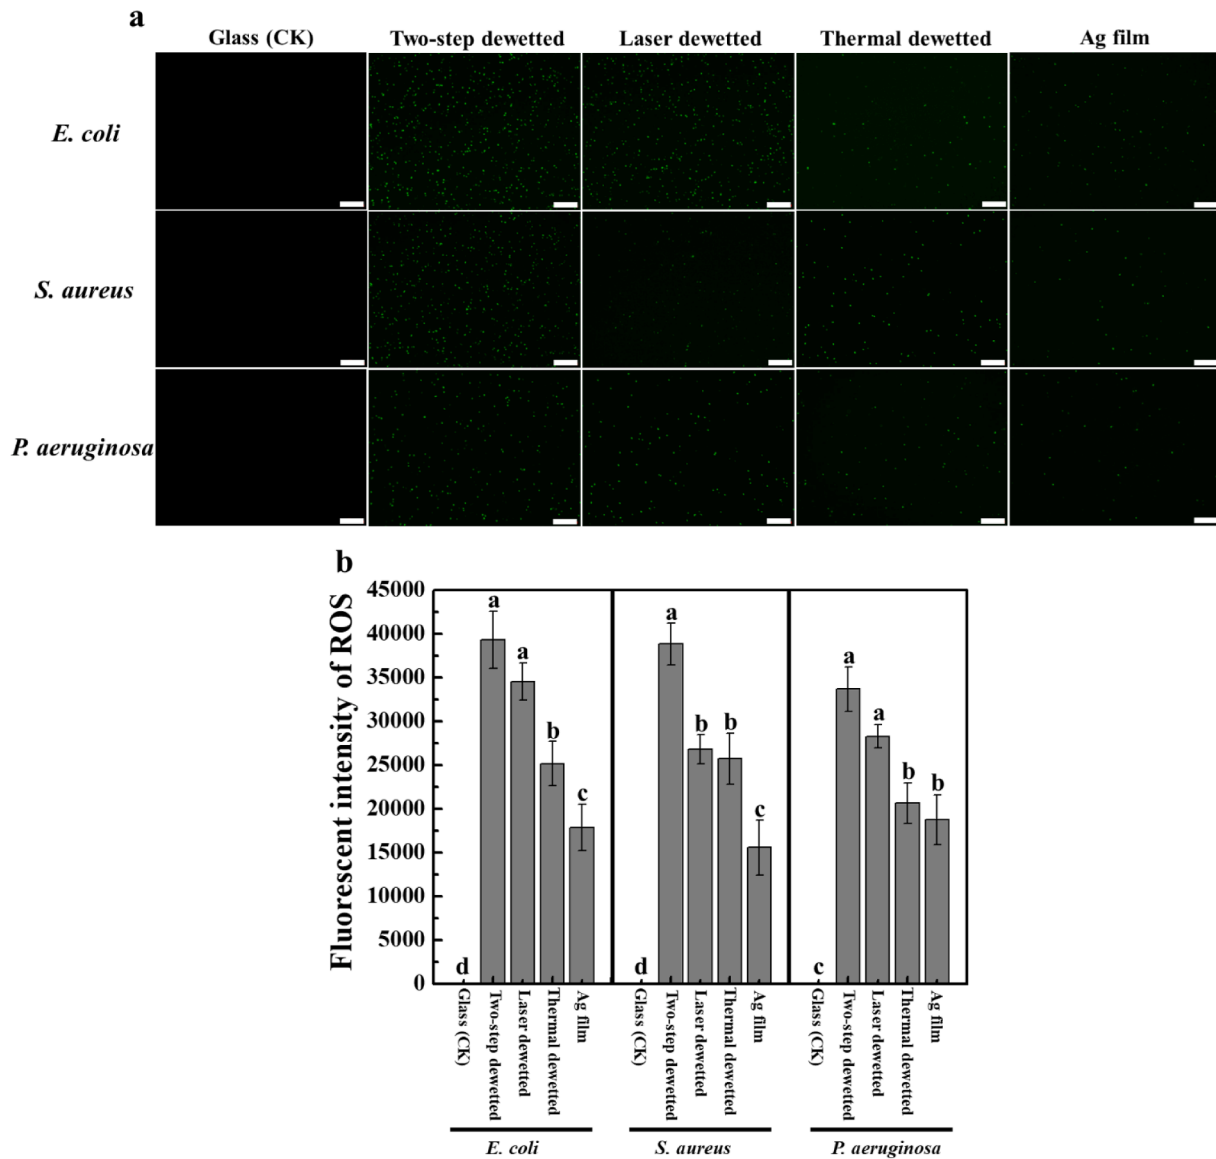 a
Glass (CK) Two-step dewetted Laser dewetted Thermal dewetted Ag film
E. coli
S. aureus
P. aeruginosa
b
Fluorescent intensity of ROS
45000
40000
35000
30000
25000
20000
15000
10000
5000
0
d a a b c
d a b b c
c a a b b
Glass (CK)
Two-step dewetted
Laser dewetted
Thermal dewetted
Ag film
Glass (CK)
Two-step dewetted
Laser dewetted
Thermal dewetted
Ag film
Glass (CK)
Two-step dewetted
Laser dewetted
Thermal dewetted
Ag film
E. coli S. aureus P. aeruginosa